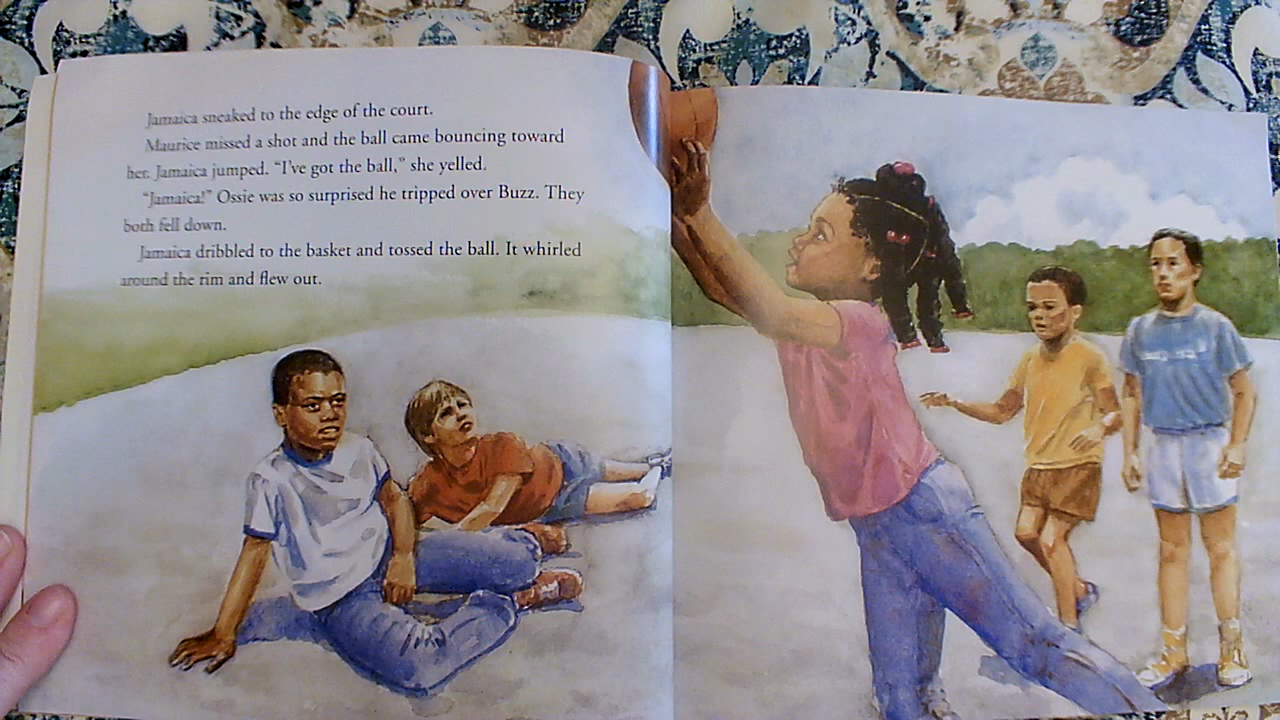 Jamaica sneaked to the edge of the court.
Maurice missed a shot and the ball came bouncing toward
her. Jamaica jumped. “I’ve got the ball,” she yelled.
“Jamaica!” Ossie was so surprised he tripped over Buzz. They
both fell down.
Jamaica dribbled to the basket and tossed the ball. It whirled
around the rim and flew out.